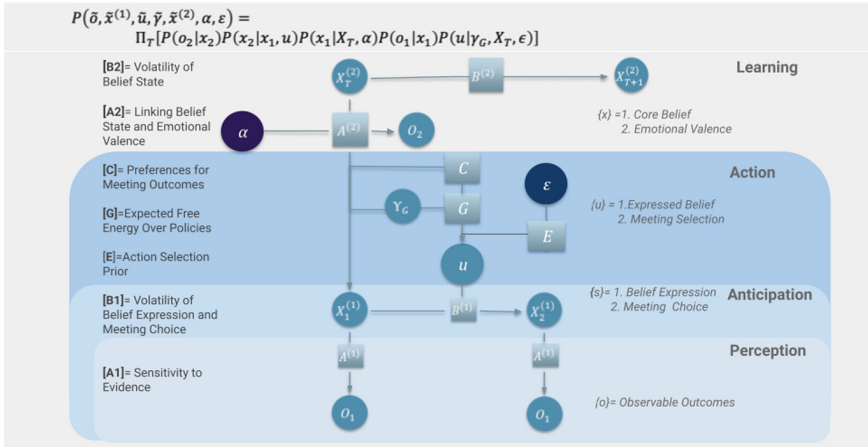 P(õ, x̃⁽¹⁾, ũ, γ̃, x̃⁽²⁾, α, ε) =
Π_T[P(o₂|x₂)P(x₂|x₁, u)P(x₁|X_T, α)P(o₁|x₁)P(u|γ_G, X_T, ϵ)]
[B2]= Volatility of
Belief State
X_T⁽²⁾
B⁽²⁾
X_{T+1}⁽²⁾
Learning
[A2]= Linking Belief
State and Emotional
Valence
α
A⁽²⁾
O₂
{x} =1. Core Belief
2. Emotional Valence
[C]= Preferences for
Meeting Outcomes
C
ε
Action
[G]=Expected Free
Energy Over Policies
Υ_G
G
E
{u} = 1.Expressed Belief
2. Meeting Selection
[E]=Action Selection
Prior
u
[B1]= Volatility of
Belief Expression and
Meeting Choice
X₁⁽¹⁾
B⁽¹⁾
X₂⁽¹⁾
{s}= 1. Belief Expression
2. Meeting Choice
Anticipation
Perception
A⁽¹⁾
A⁽¹⁾
[A1]= Sensitivity to
Evidence
O₁
O₁
{o}= Observable Outcomes